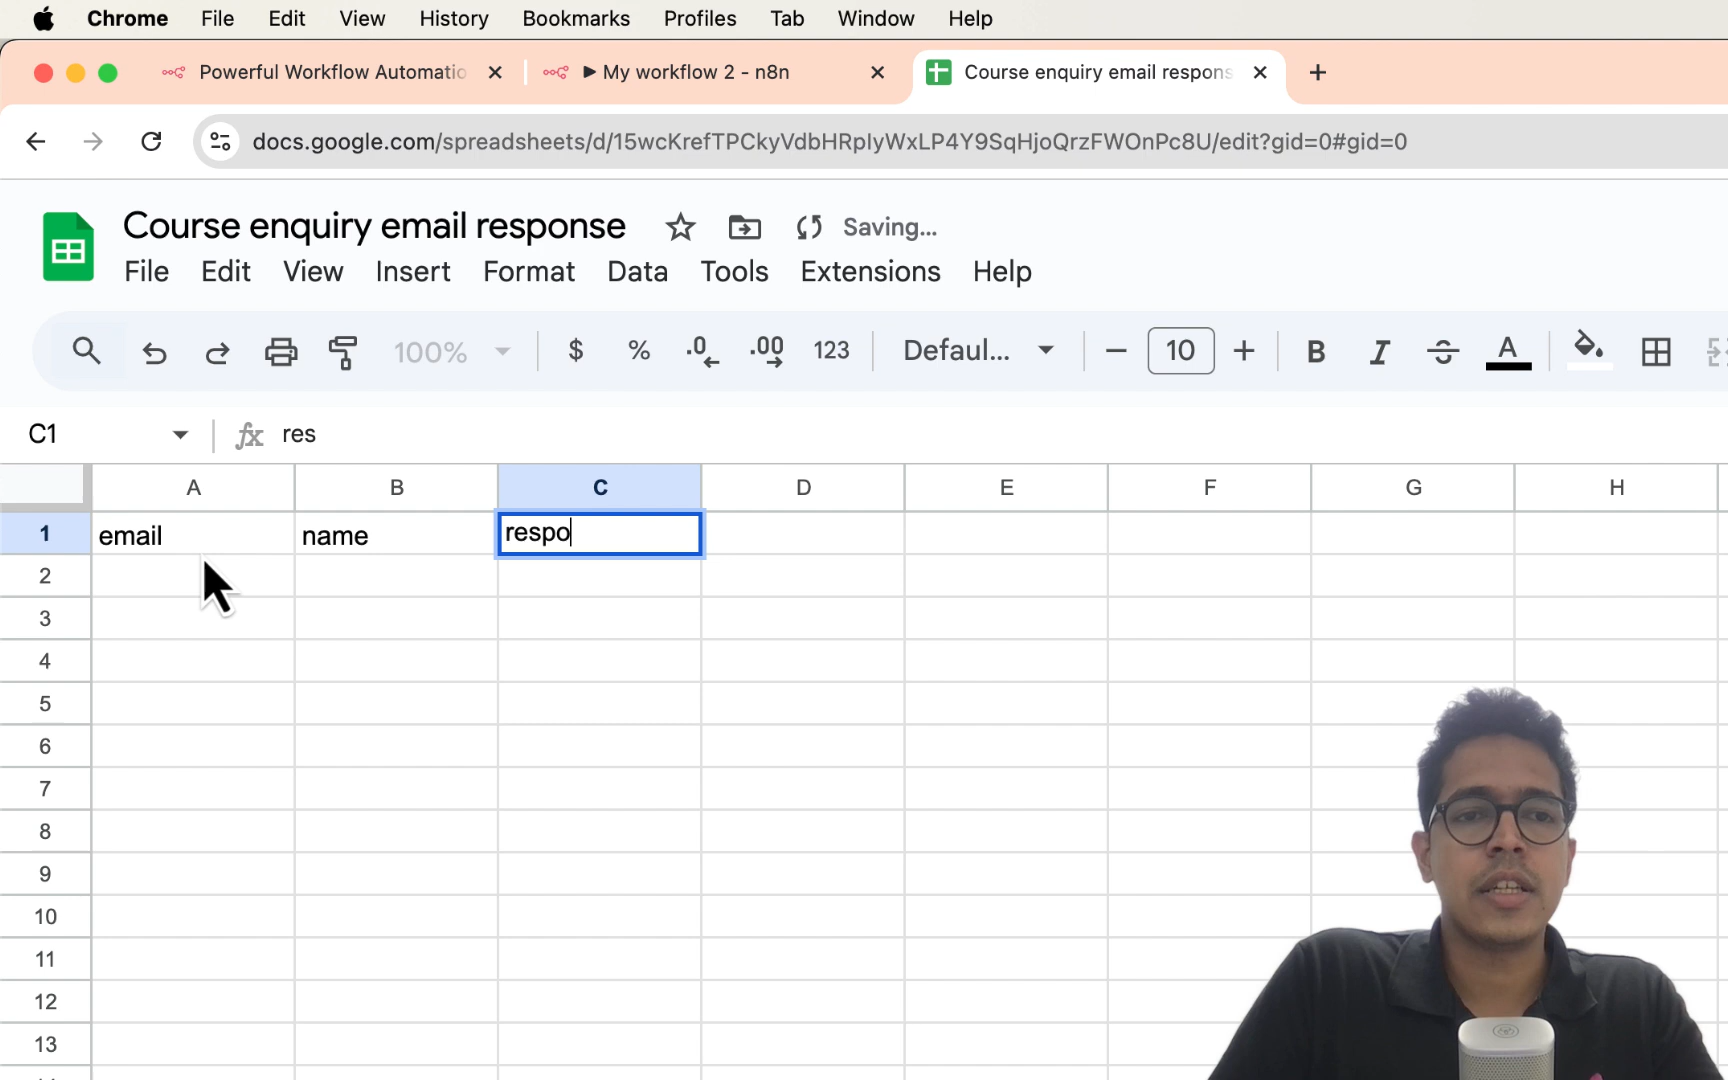 Chrome File Edit View History Bookmarks Profiles Tab Window Help
Powerful Workflow Automatio My workflow 2 - n8n Course enquiry email respons
docs.google.com/spreadsheets/d/15wcKrefTPCkyVdbHRpIyWxLP4Y9SqHjoQrzFWOnPc8U/edit?gid=0#gid=0
Course enquiry email response Saving...
File Edit View Insert Format Data Tools Extensions Help
100% $ % .0 .00 123 Defaul... 10 B I S A
C1 fx res
A B C D E F G H
1 email name respo
2
3
4
5
6
7
8
9
10
11
12
13